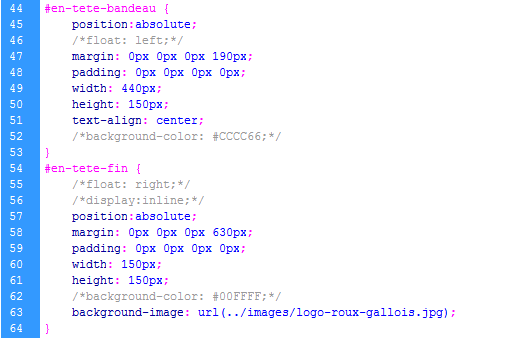 44 #en-tete-bandeau {
45 position:absolute;
46 /*float: left;*/
47 margin: 0px 0px 0px 190px;
48 padding: 0px 0px 0px 0px;
49 width: 440px;
50 height: 150px;
51 text-align: center;
52 /*background-color: #CCCC66;*/
53 }
54 #en-tete-fin {
55 /*float: right;*/
56 /*display:inline;*/
57 position:absolute;
58 margin: 0px 0px 0px 630px;
59 padding: 0px 0px 0px 0px;
60 width: 150px;
61 height: 150px;
62 /*background-color: #00FFFF;*/
63 background-image: url(../images/logo-roux-gallois.jpg);
64 }